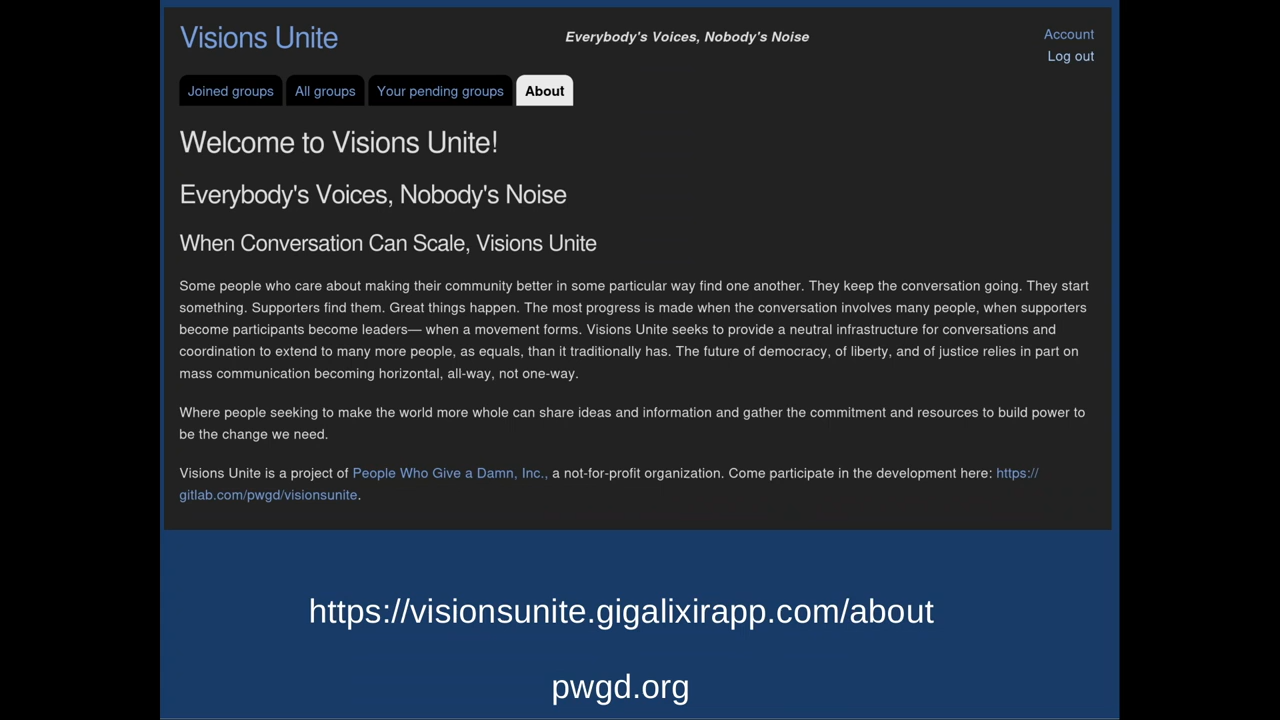 Visions Unite
Everybody's Voices, Nobody's Noise
Account
Log out
Joined groups
All groups
Your pending groups
About
Welcome to Visions Unite!
Everybody's Voices, Nobody's Noise
When Conversation Can Scale, Visions Unite
Some people who care about making their community better in some particular way find one another. They keep the conversation going. They start
something. Supporters find them. Great things happen. The most progress is made when the conversation involves many people, when supporters
become participants become leaders— when a movement forms. Visions Unite seeks to provide a neutral infrastructure for conversations and
coordination to extend to many more people, as equals, than it traditionally has. The future of democracy, of liberty, and of justice relies in part on
mass communication becoming horizontal, all-way, not one-way.
Where people seeking to make the world more whole can share ideas and information and gather the commitment and resources to build power to
be the change we need.
Visions Unite is a project of People Who Give a Damn, Inc., a not-for-profit organization. Come participate in the development here: https://
gitlab.com/pwgd/visionsunite.
https://visionsunite.gigalixirapp.com/about
pwgd.org